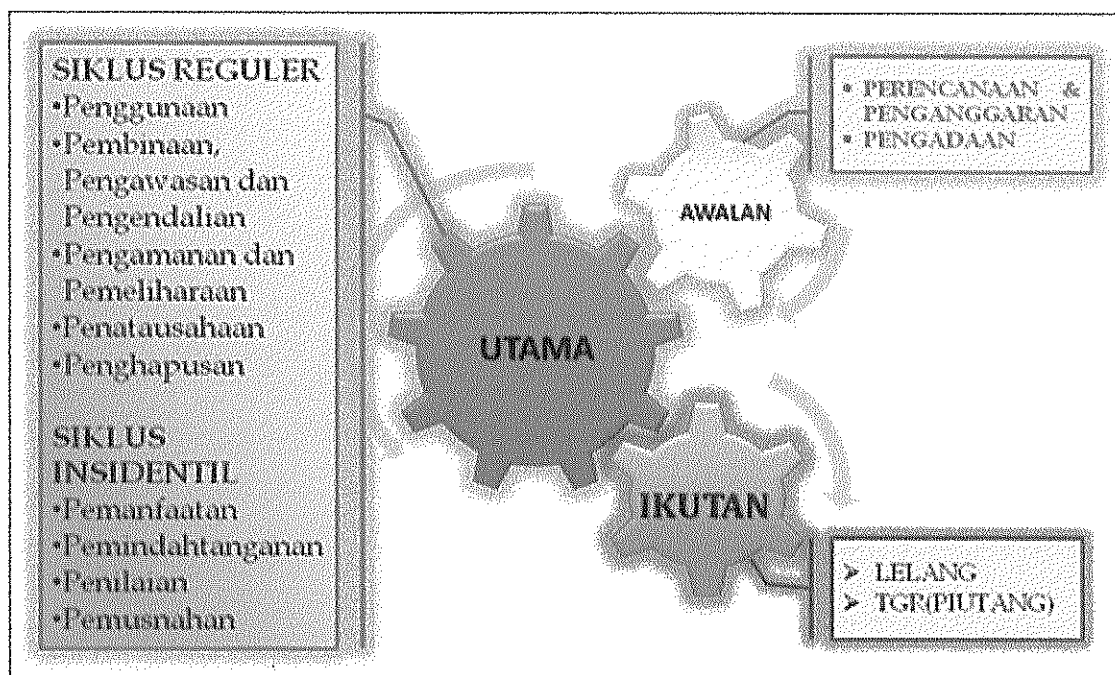 SIKLUS REGULER
•Penggunaan
•Pembinaan,
Pengawasan dan
Pengendalian
•Pengamanan dan
Pemeliharaan
•Penatausahaan
•Penghapusan
SIKLUS
INSIDENTIL
•Pemanfaatan
•Pemindahtanganan
•Penilaian
•Pemusnahan
UTAMA
AWALAN
• PERENCANAAN &
PENGANGGARAN
• PENGADAAN
IKUTAN
➤ LELANG
➤ TGR(PIUTANG)